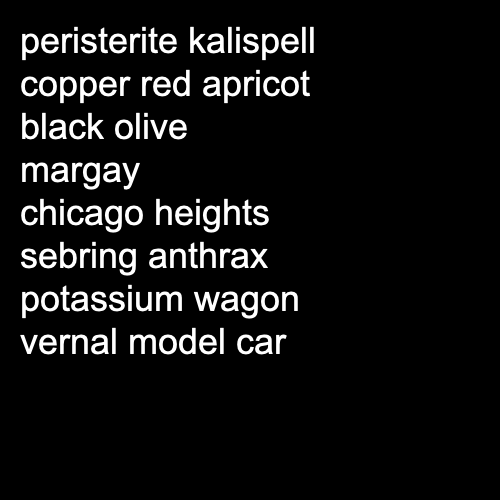 peristerite kalispell
copper red apricot
black olive
margay
chicago heights
sebring anthrax
potassium wagon
vernal model car